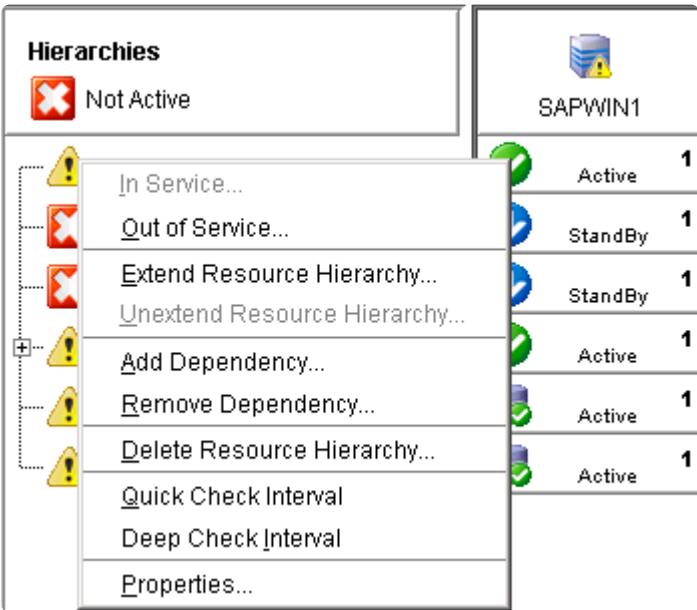 Hierarchies
Not Active
SAPWIN1
In Service...
Out of Service...
Extend Resource Hierarchy...
Unextend Resource Hierarchy...
Add Dependency...
Remove Dependency...
Delete Resource Hierarchy...
Quick Check Interval
Deep Check Interval
Properties...
Active 1
StandBy 1
StandBy 1
Active 1
Active 1
Active 1